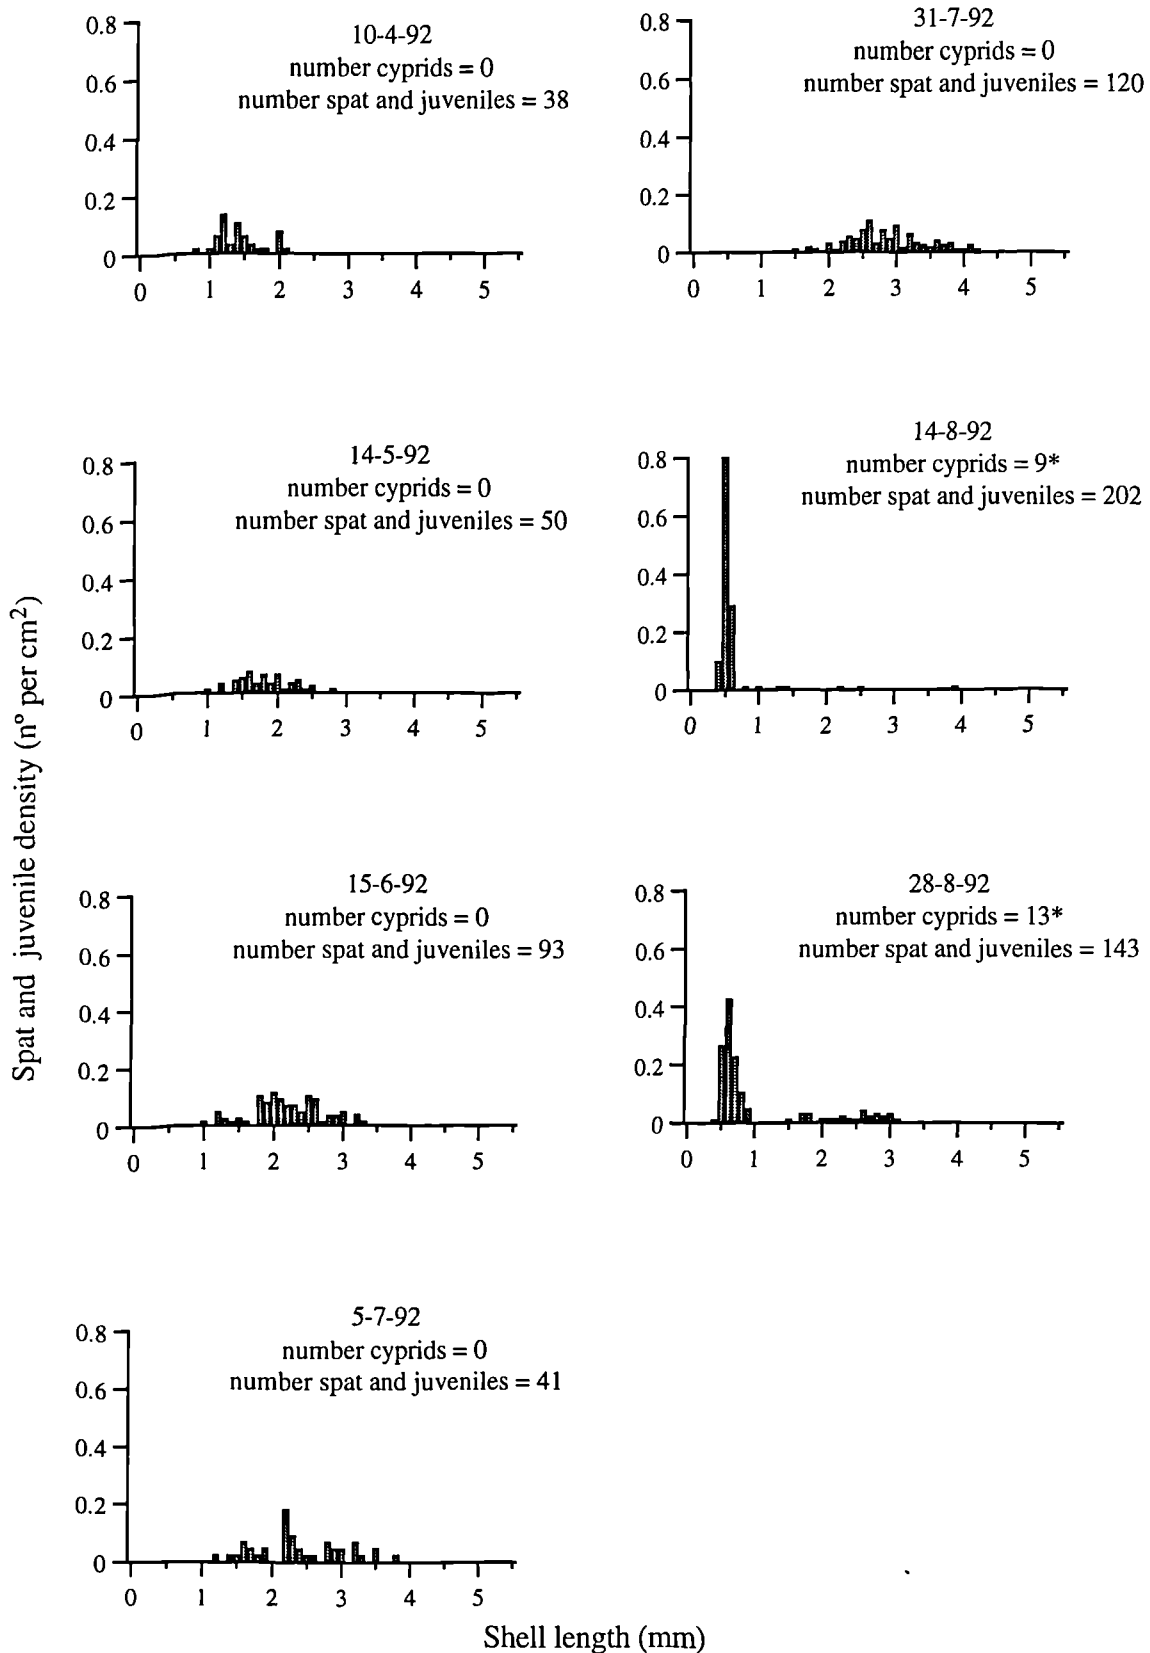 10-4-92
number cyprids = 0
number spat and juveniles = 38
0.8
0.6
0.4
0.2
0
0 1 2 3 4 5
31-7-92
number cyprids = 0
number spat and juveniles = 120
0.8
0.6
0.4
0.2
0
0 1 2 3 4 5
14-5-92
number cyprids = 0
number spat and juveniles = 50
0.8
0.6
0.4
0.2
0
0 1 2 3 4 5
14-8-92
number cyprids = 9*
number spat and juveniles = 202
0.8
0.6
0.4
0.2
0
0 1 2 3 4 5
Spat and juvenile density (nº per cm²)
15-6-92
number cyprids = 0
number spat and juveniles = 93
0.8
0.6
0.4
0.2
0
0 1 2 3 4 5
28-8-92
number cyprids = 13*
number spat and juveniles = 143
0.8
0.6
0.4
0.2
0
0 1 2 3 4 5
5-7-92
number cyprids = 0
number spat and juveniles = 41
0.8
0.6
0.4
0.2
0
0 1 2 3 4 5
Shell length (mm)